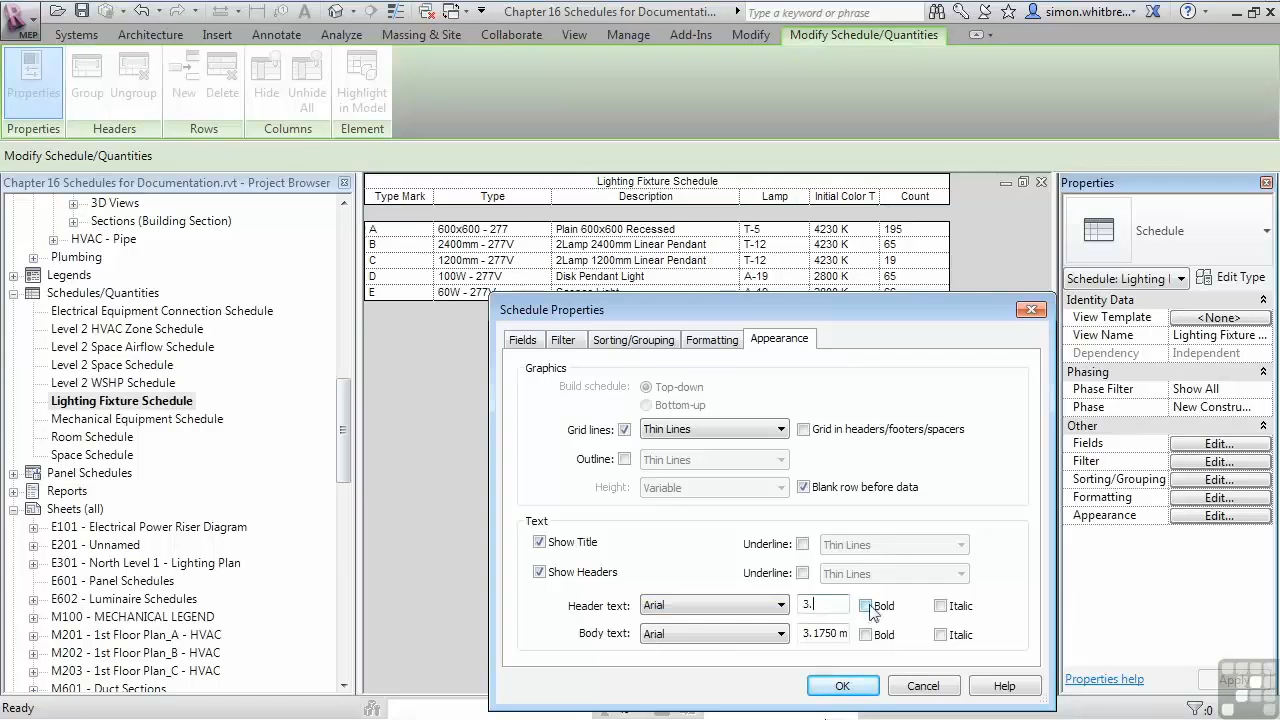 Chapter 16 Schedules for Documentati...
Type a keyword or phrase
simon.whitbre...
MEP
Systems Architecture Insert Annotate Analyze Massing & Site Collaborate View Manage Add-Ins Modify Modify Schedule/Quantities
Properties Group Ungroup New Delete Hide Unhide All Highlight in Model
Properties Headers Rows Columns Element
Modify Schedule/Quantities
Chapter 16 Schedules for Documentation.rvt - Project Browser
3D Views
Sections (Building Section)
HVAC - Pipe
Plumbing
Legends
Schedules/Quantities
Electrical Equipment Connection Schedule
Level 2 HVAC Zone Schedule
Level 2 Space Airflow Schedule
Level 2 Space Schedule
Level 2 WSHP Schedule
Lighting Fixture Schedule
Mechanical Equipment Schedule
Room Schedule
Space Schedule
Panel Schedules
Reports
Sheets (all)
E101 - Electrical Power Riser Diagram
E201 - Unnamed
E301 - North Level 1 - Lighting Plan
E601 - Panel Schedules
E602 - Luminaire Schedules
M100 - MECHANICAL LEGEND
M201 - 1st Floor Plan_A - HVAC
M202 - 1st Floor Plan_B - HVAC
M203 - 1st Floor Plan_C - HVAC
M601 - Duct Sections
Lighting Fixture Schedule
Type Mark Type Description Lamp Initial Color T Count
A 600x600 - 277 Plain 600x600 Recessed T-5 4230 K 195
B 2400mm - 277V 2Lamp 2400mm Linear Pendant T-12 4230 K 65
C 1200mm - 277V 2Lamp 1200mm Linear Pendant T-12 4230 K 19
D 100W - 277V Disk Pendant Light A-19 2800 K 65
E 60W - 277V
Schedule Properties
Fields Filter Sorting/Grouping Formatting Appearance
Graphics
Build schedule: Top-down
Bottom-up
Grid lines: Thin Lines Grid in headers/footers/spacers
Outline: Thin Lines
Height: Variable Blank row before data
Text
Show Title Underline: Thin Lines
Show Headers Underline: Thin Lines
Header text: Arial 3. Bold Italic
Body text: Arial 3.1750 m Bold Italic
OK Cancel Help
Properties
Schedule
Schedule: Lighting Edit Type
Identity Data
View Template <None>
View Name Lighting Fixture ...
Dependency Independent
Phasing
Phase Filter Show All
Phase New Constru...
Other
Fields Edit...
Filter Edit...
Sorting/Grouping Edit...
Formatting Edit...
Appearance Edit...
Properties help Apply
Ready
:0